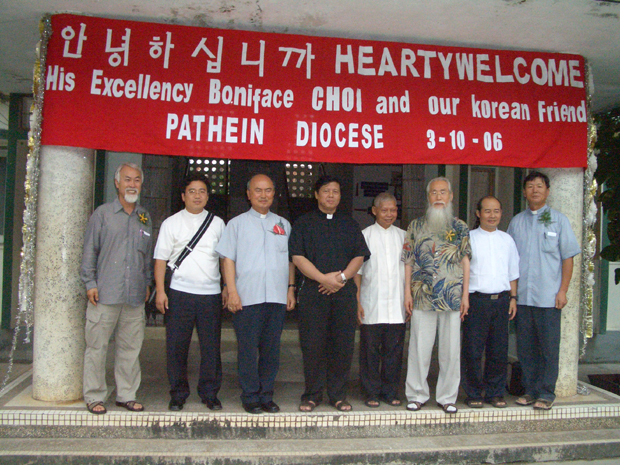 안녕하십니까 HEARTYWELCOME
His Excellency Boniface CHOI and our korean Friend
PATHEIN DIOCESE 3-10-06